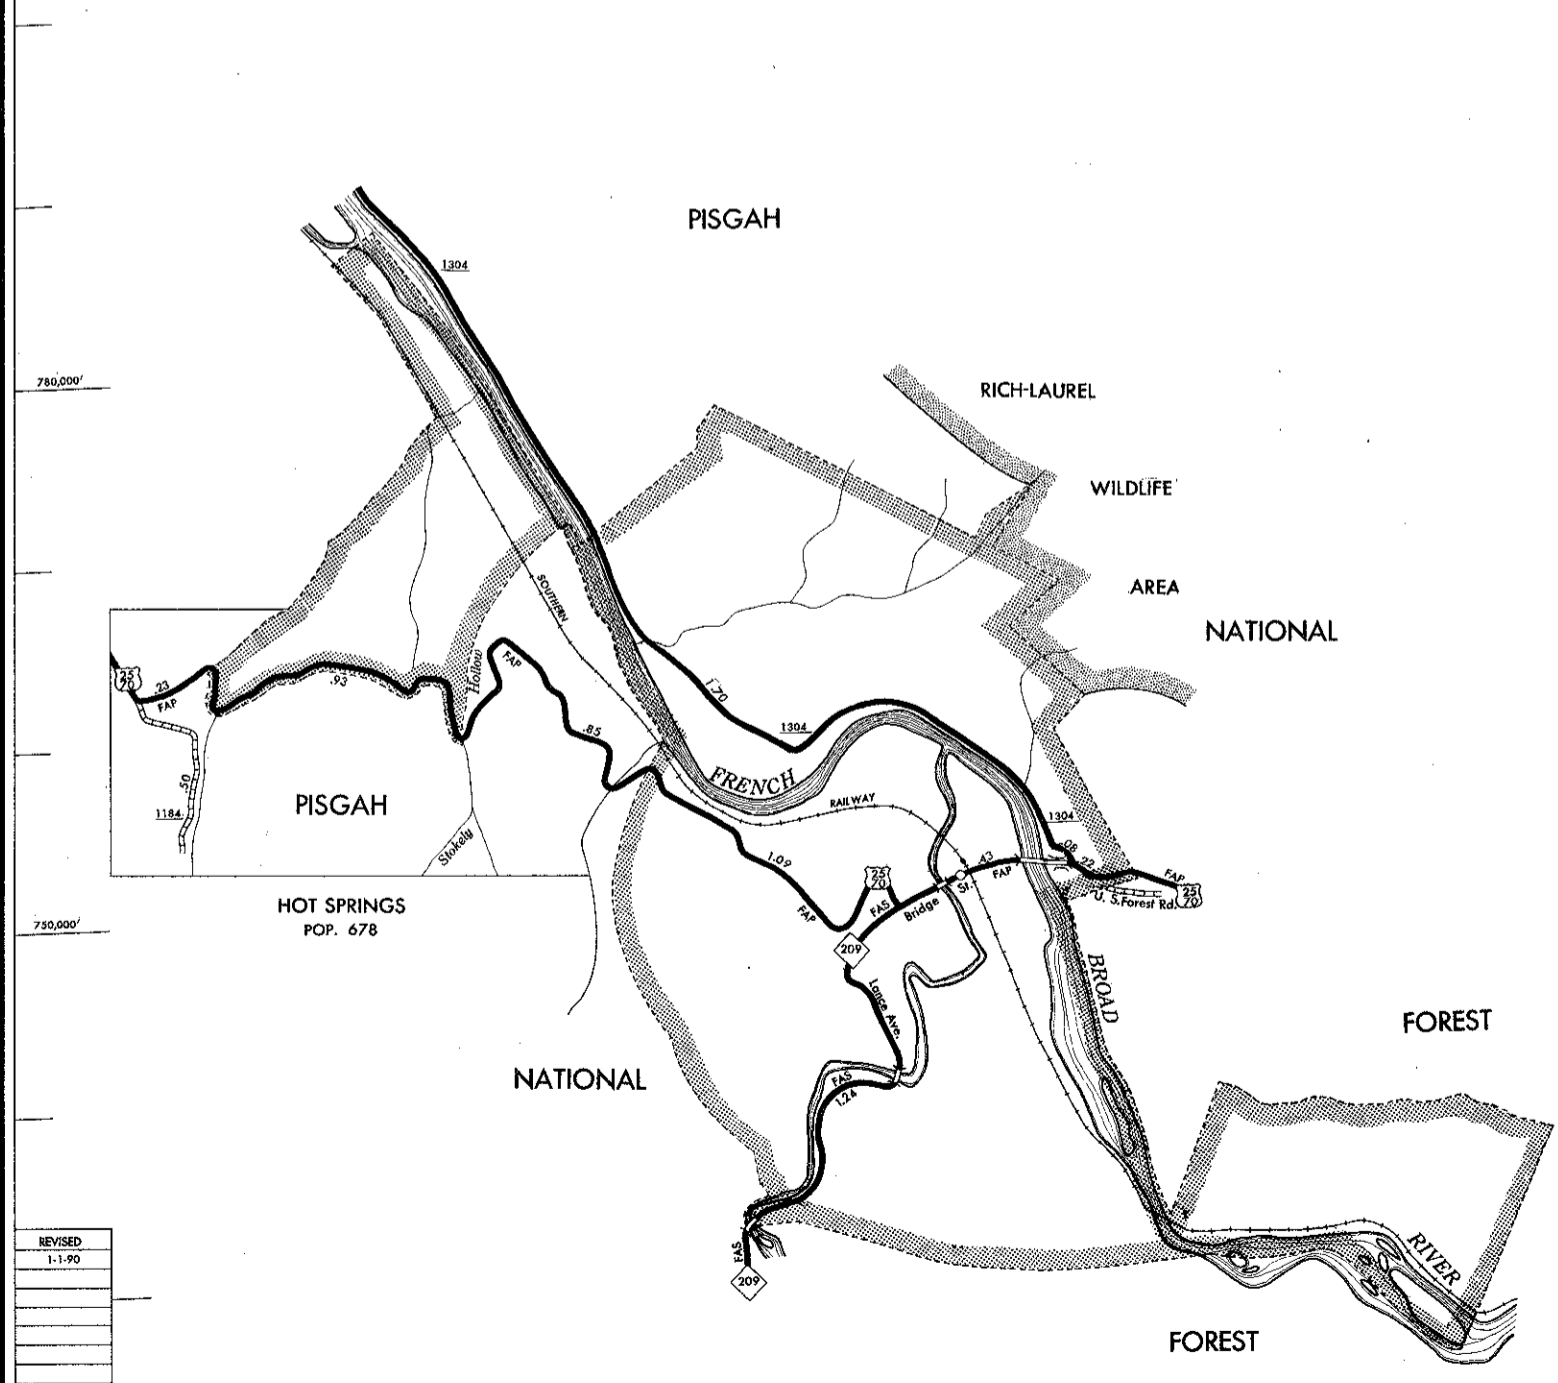 PISGAH
1304
780,000'
RICH-LAUREL
WILDLIFE
AREA
NATIONAL
SOUTHERN
Hollow
FAP
25
70
.23
FAP
.93
1.70
.85
1304
FRENCH
RAILWAY
.50
1184
PISGAH
Stokely
1304
.08
.22
1.09
25
70
.43
FAP
St.
FAP
25
70
U. S. Forest Rd.
FAS
Bridge
FAP
HOT SPRINGS
POP. 678
750,000'
209
Lance Ave.
BROAD
FOREST
NATIONAL
FAS
1.24
REVISED
1-1-90
FAS
209
RIVER
FOREST